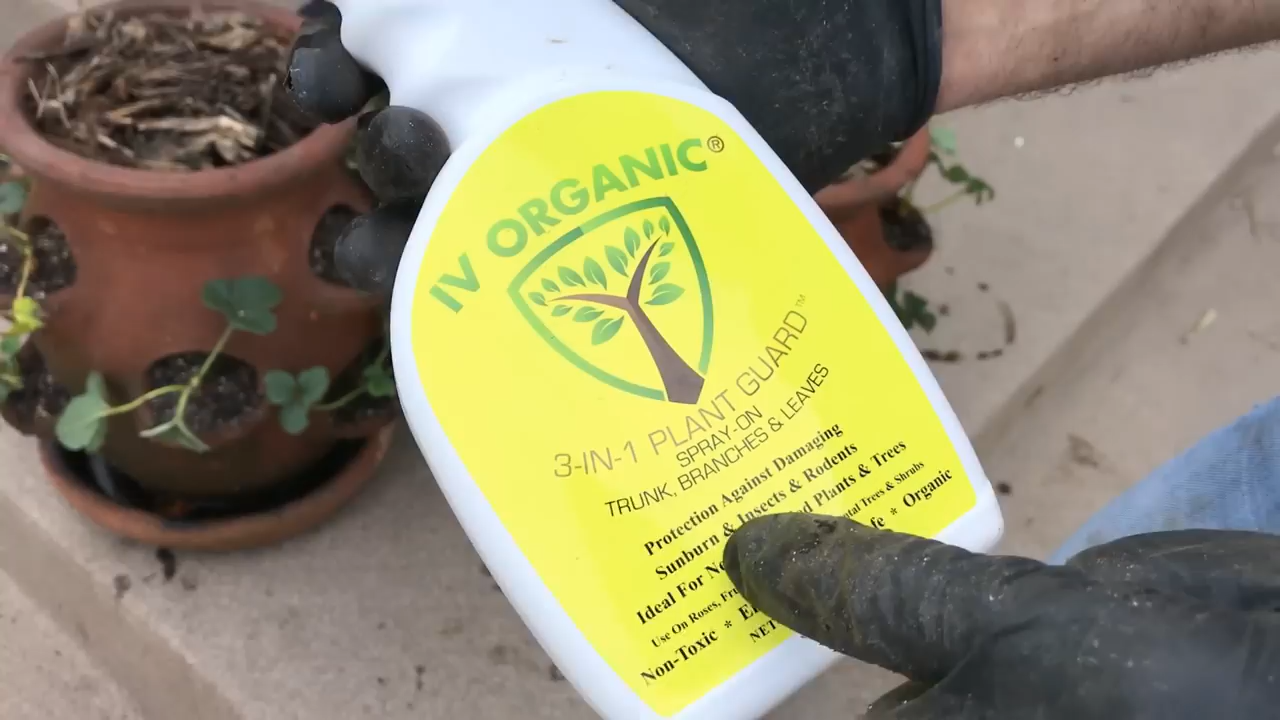 IV ORGANIC®
3-IN-1 PLANT GUARD™
SPRAY-ON
TRUNK, BRANCHES & LEAVES
Protection Against Damaging
Sunburn & Insects & Rodents
Ideal For Plants & Trees
Use On Roses, Trees & Shrubs
Non-Toxic * * Organic
NET